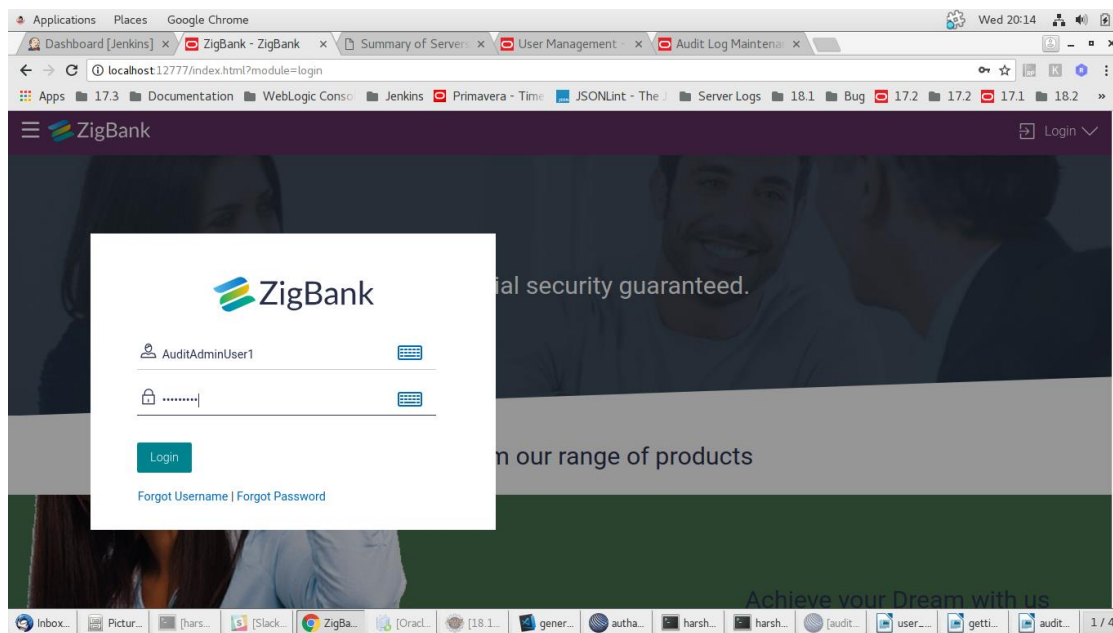 Applications Places Google Chrome Wed 20:14
Dashboard [Jenkins] ZigBank - ZigBank Summary of Servers User Management - Audit Log Maintenan
localhost:12777/index.html?module=login
Apps 17.3 Documentation WebLogic Conso Jenkins Primavera - Time JSONLint - The J Server Logs 18.1 Bug 17.2 17.2 17.1 18.2 »
ZigBank Login
ial security guaranteed.
ZigBank
AuditAdminUser1
Login
m our range of products
Forgot Username | Forgot Password
Achieve your Dream with us
Inbox... Pictur... [hars... [Slack... ZigBa... [Oracl... [18.1... gener... autha... harsh... harsh... [audit... user_... getti... audit... 1 / 4